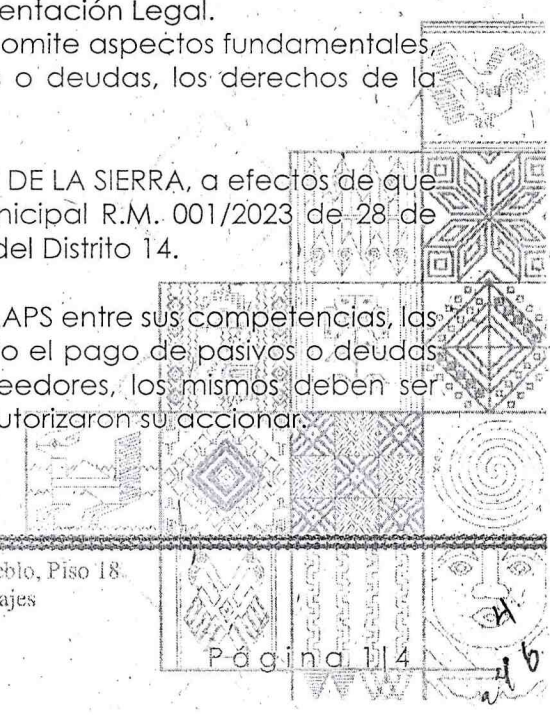 entación Legal.
omite aspectos fundamentales,
o deudas, los derechos de la
DE LA SIERRA, a efectos de que
nicipal R.M. 001/2023 de 28 de
del Distrito 14.
APS entre sus competencias, las
o el pago de pasivos o deudas
eedores, los mismos deben ser
utorizaron su accionar.
eblo, Piso 18
ajes
Página 1|4